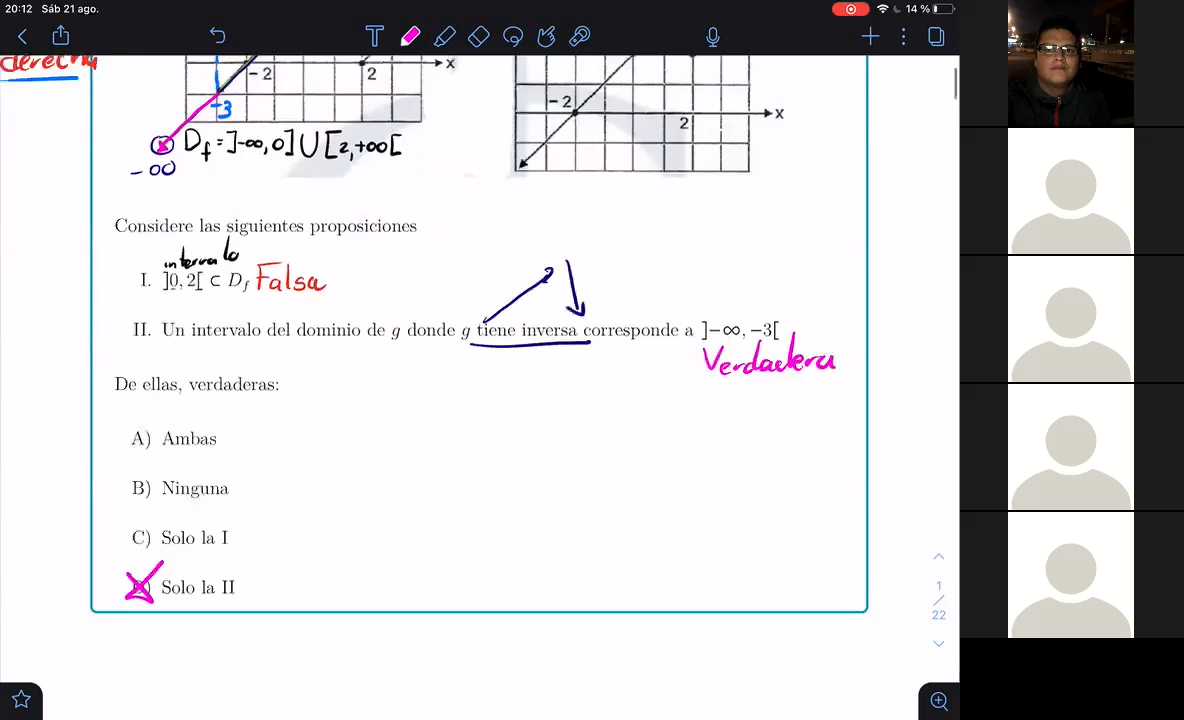 20:12 Sáb 21 ago.
14 %
derecha
-2
2
x
-3
-2
2
x
D_f =]-∞,0]U[2,+∞[
-∞
Considere las siguientes proposiciones
intervalo
I. ]0, 2[ ⊂ D_f Falsa
II. Un intervalo del dominio de g donde g tiene inversa corresponde a ]−∞, −3[
Verdadera
De ellas, verdaderas:
A) Ambas
B) Ninguna
C) Solo la I
Solo la II
1
/
22